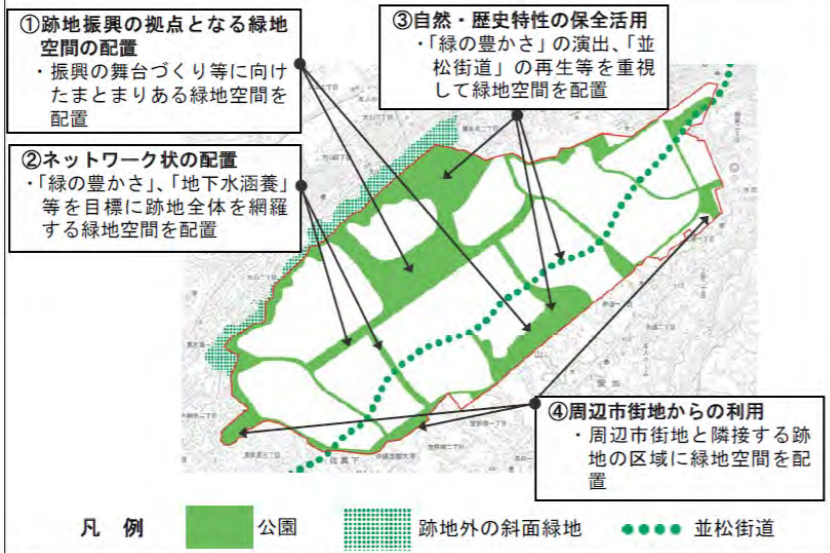 ①跡地振興の拠点となる緑地
空間の配置
・振興の舞台づくり等に向け
たまとまりある緑地空間を
配置
③自然・歴史特性の保全活用
・「緑の豊かさ」の演出、「並
松街道」の再生等を重視
して緑地空間を配置
②ネットワーク状の配置
・「緑の豊かさ」、「地下水涵養」
等を目標に跡地全体を網羅
する緑地空間を配置
④周辺市街地からの利用
・周辺市街地と隣接する跡
地の区域に緑地空間を配
置
佐真下
凡 例
公園
跡地外の斜面緑地
並松街道